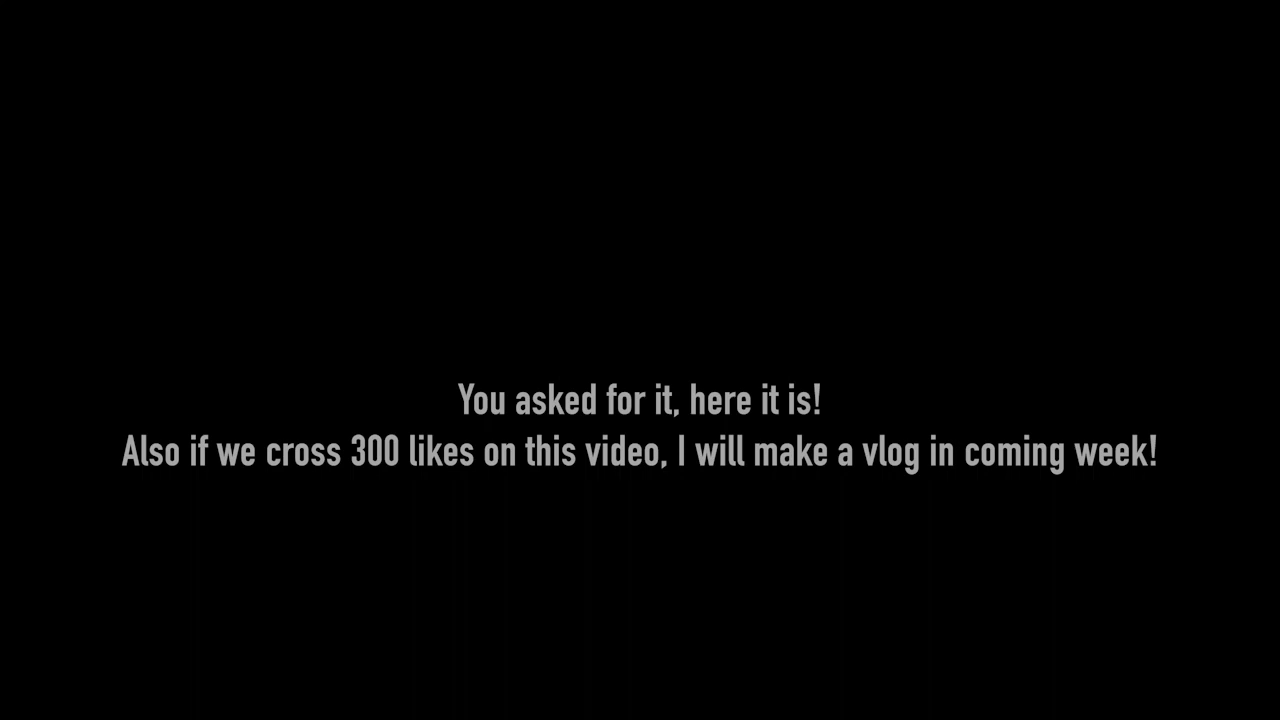 You asked for it, here it is!
Also if we cross 300 likes on this video, I will make a vlog in coming week!